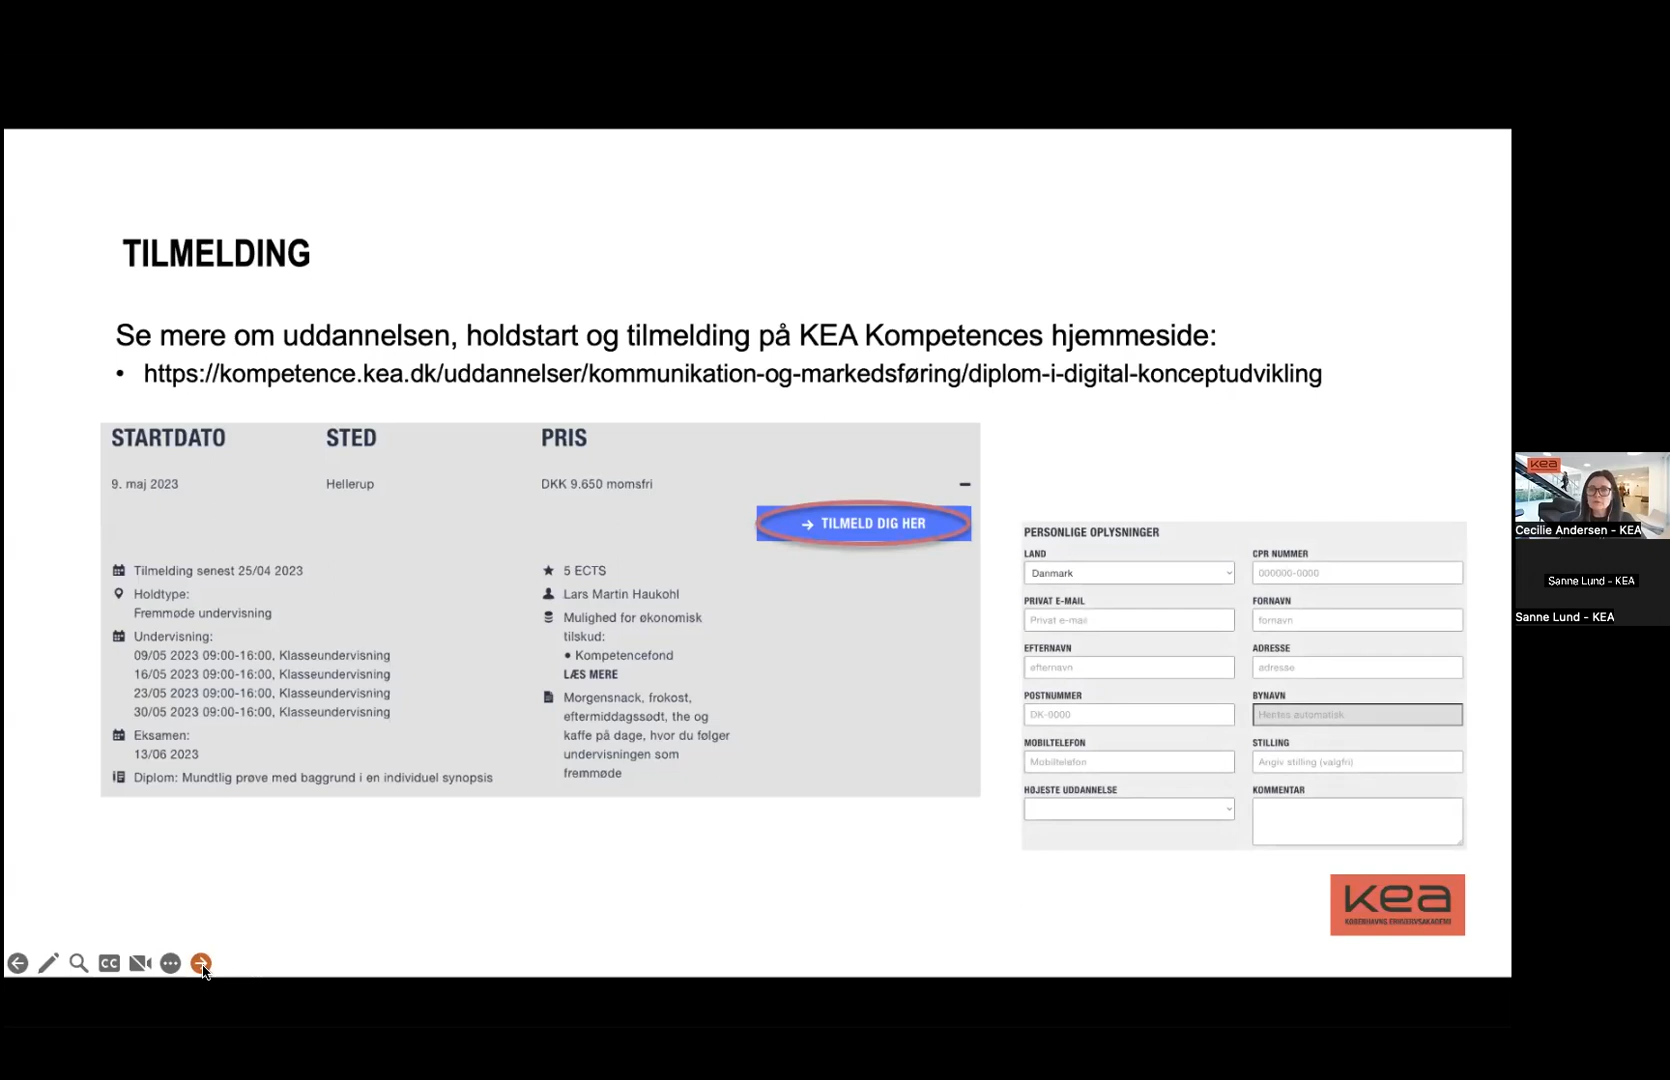 TILMELDING
Se mere om uddannelsen, holdstart og tilmelding på KEA Kompetences hjemmeside:
• https://kompetence.kea.dk/uddannelser/kommunikation-og-markedsføring/diplom-i-digital-konceptudvikling
STARTDATO STED PRIS
9. maj 2023 Hellerup DKK 9.650 momsfri
→ TILMELD DIG HER
Tilmelding senest 25/04 2023
Holdtype:
Fremmøde undervisning
Undervisning:
09/05 2023 09:00-16:00, Klasseundervisning
16/05 2023 09:00-16:00, Klasseundervisning
23/05 2023 09:00-16:00, Klasseundervisning
30/05 2023 09:00-16:00, Klasseundervisning
Eksamen:
13/06 2023
Diplom: Mundtlig prøve med baggrund i en individuel synopsis
5 ECTS
Lars Martin Haukohl
Mulighed for økonomisk
tilskud:
• Kompetencefond
LÆS MERE
Morgensnack, frokost,
eftermiddagssødt, the og
kaffe på dage, hvor du følger
undervisningen som
fremmøde
PERSONLIGE OPLYSNINGER
LAND CPR NUMMER
Danmark 000000-0000
PRIVAT E-MAIL FORNAVN
Privat e-mail fornavn
EFTERNAVN ADRESSE
efternavn adresse
POSTNUMMER BYNAVN
DK-0000 Hentes automatisk
MOBILTELEFON STILLING
Mobiltelefon Angiv stilling (valgfri)
HØJESTE UDDANNELSE KOMMENTAR
kea
KØBENHAVNS ERHVERVSAKADEMI
CC
kea
Cecilie Andersen - KEA
Sanne Lund - KEA
Sanne Lund - KEA